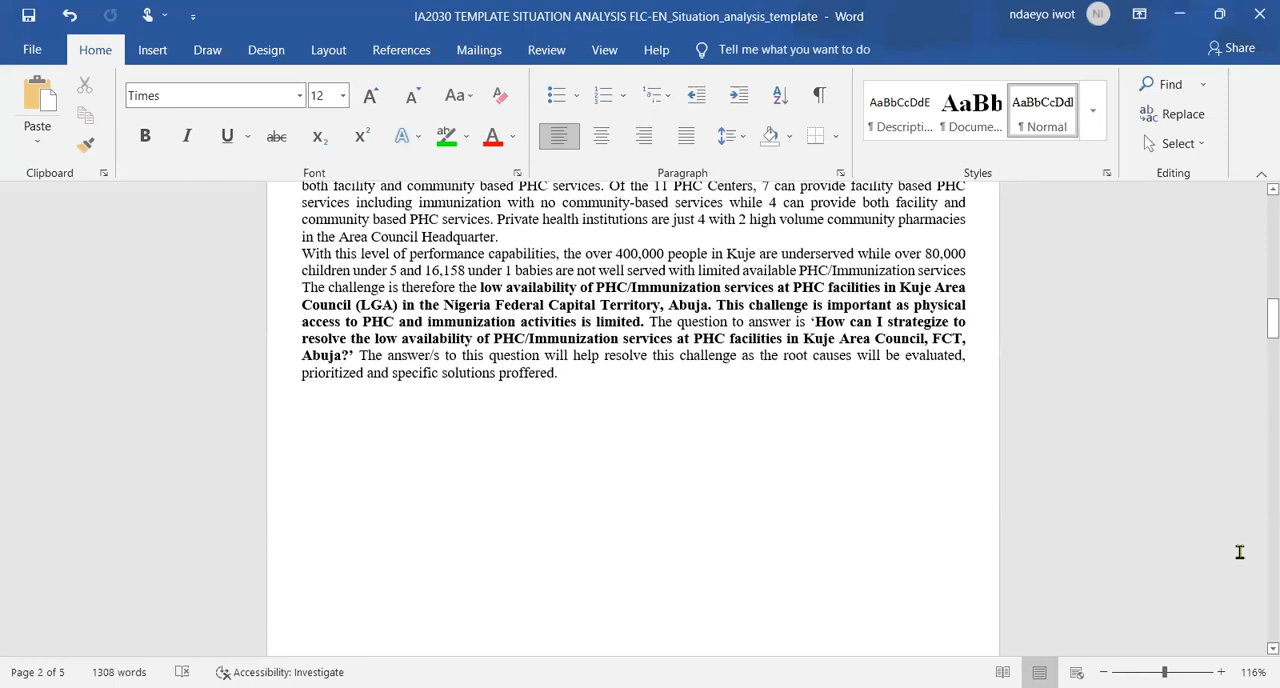 IA2030 TEMPLATE SITUATION ANALYSIS FLC-EN_Situation_analysis_template - Word
ndaeyo iwot
NI
File
Home
Insert
Draw
Design
Layout
References
Mailings
Review
View
Help
Tell me what you want to do
Share
Paste
Times
12
Aa
B I U abc X₂ X² A ab A
AaBbCcDdE
AaBb
AaBbCcDdI
¶ Descripti...
¶ Docume...
¶ Normal
Find
Replace
Select
Clipboard
Font
Paragraph
Styles
Editing
both facility and community based PHC services. Of the 11 PHC Centers, 7 can provide facility based PHC
services including immunization with no community-based services while 4 can provide both facility and
community based PHC services. Private health institutions are just 4 with 2 high volume community pharmacies
in the Area Council Headquarter.
With this level of performance capabilities, the over 400,000 people in Kuje are underserved while over 80,000
children under 5 and 16,158 under 1 babies are not well served with limited available PHC/Immunization services
The challenge is therefore the low availability of PHC/Immunization services at PHC facilities in Kuje Area
Council (LGA) in the Nigeria Federal Capital Territory, Abuja. This challenge is important as physical
access to PHC and immunization activities is limited. The question to answer is ‘How can I strategize to
resolve the low availability of PHC/Immunization services at PHC facilities in Kuje Area Council, FCT,
Abuja?’ The answer/s to this question will help resolve this challenge as the root causes will be evaluated,
prioritized and specific solutions proffered.
Page 2 of 5
1308 words
Accessibility: Investigate
116%